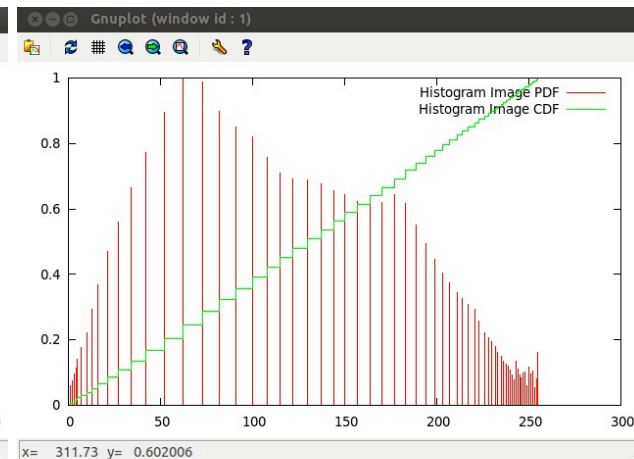 Gnuplot (window id : 1)
Histogram Image PDF
Histogram Image CDF
1
0.8
0.6
0.4
0.2
0
0 50 100 150 200 250 300
x= 311.73 y= 0.602006